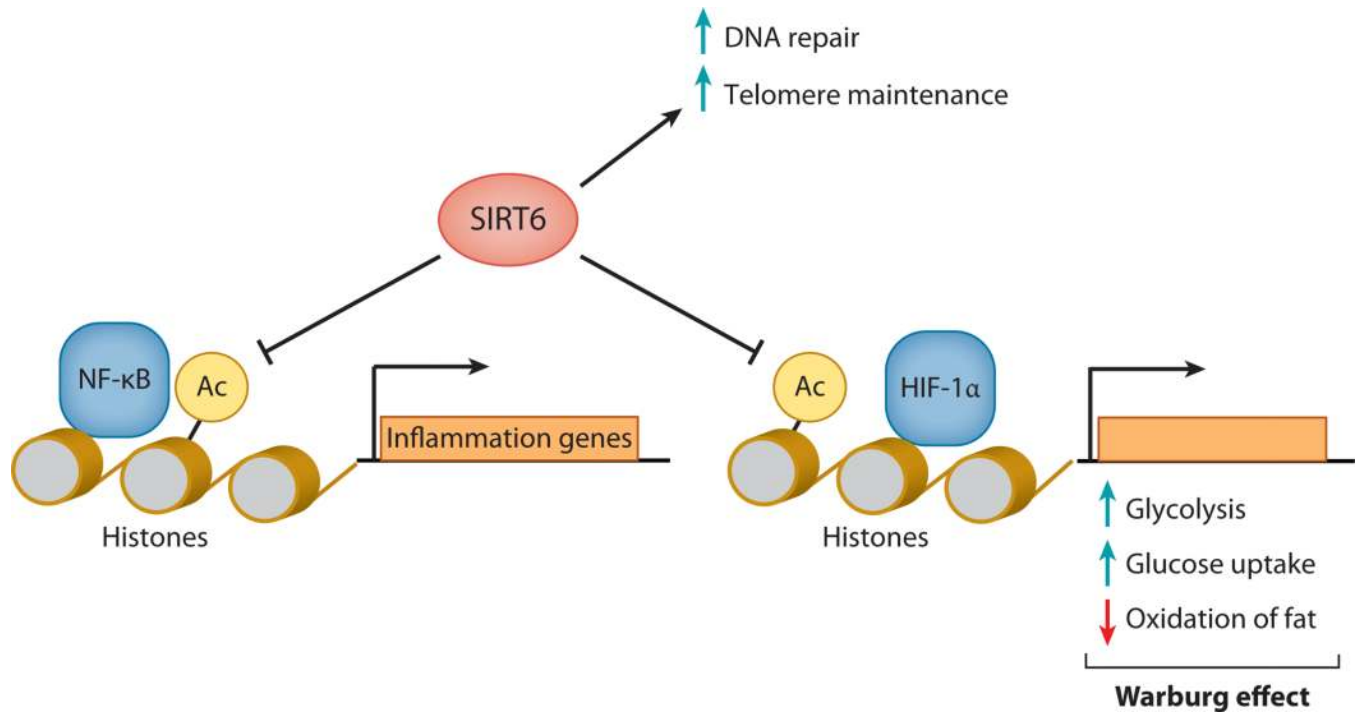 DNA repair
Telomere maintenance
SIRT6
NF-κB
Ac
Inflammation genes
Histones
Ac
HIF-1α
Histones
Glycolysis
Glucose uptake
Oxidation of fat
Warburg effect